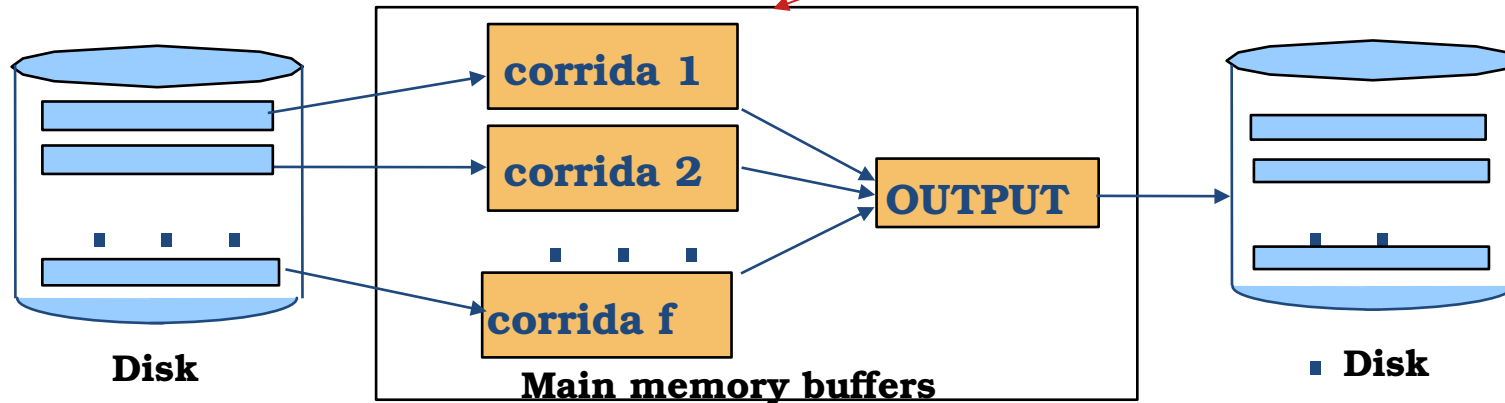 corrida 1
corrida 2
OUTPUT
corrida f
Disk
Main memory buffers
Disk